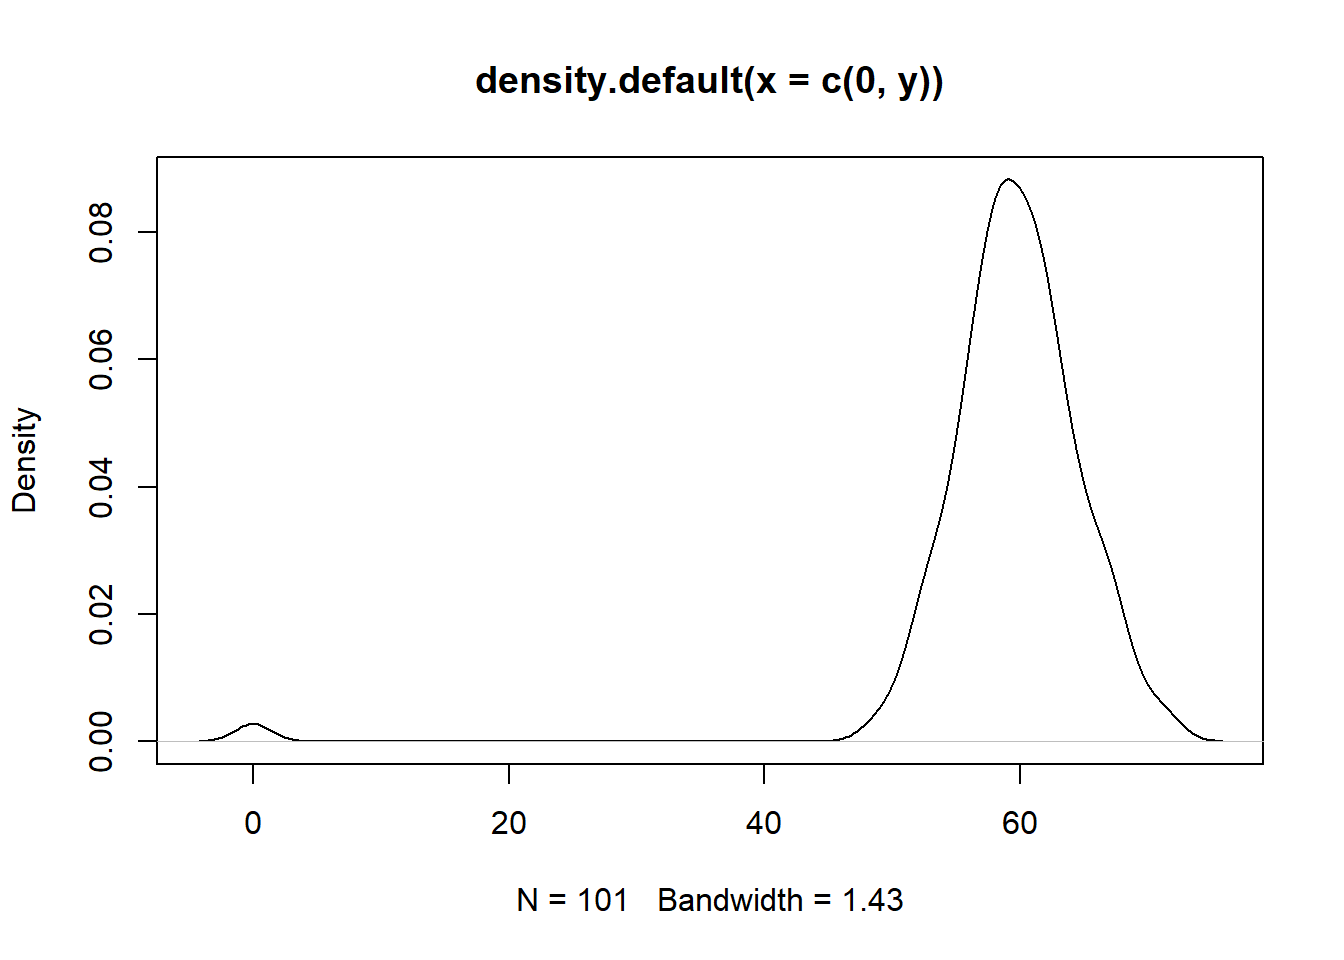 density.default(x = c(0, y))
Density
0.08
0.06
0.04
0.02
0.00
0 20 40 60
N = 101 Bandwidth = 1.43